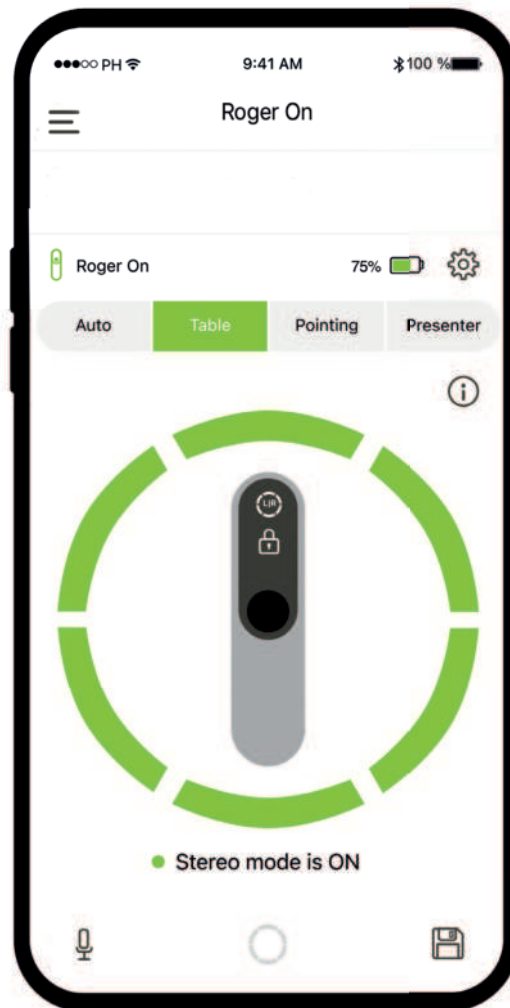 PH 9:41 AM 100 %
Roger On
Roger On 75%
Auto Table Pointing Presenter
L|R
Stereo mode is ON